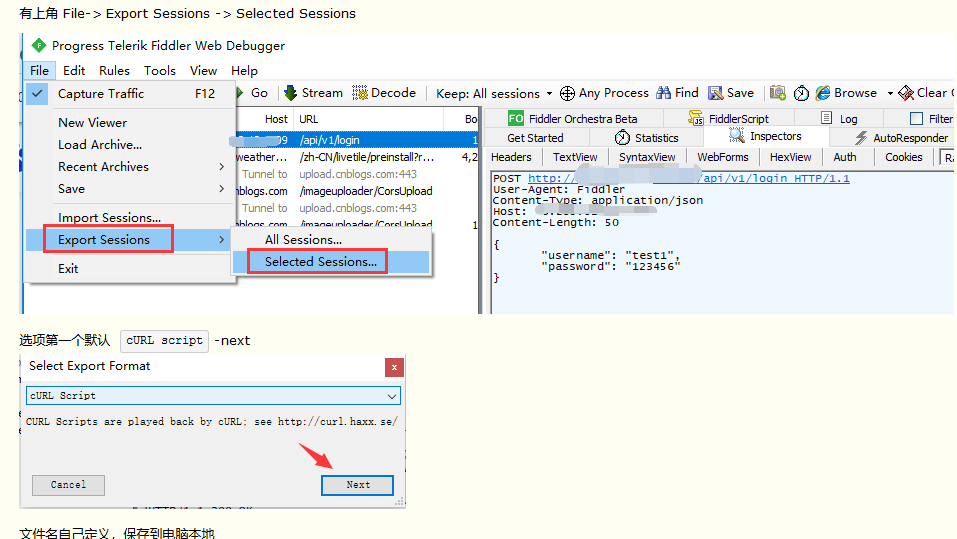 有上角 File-> Export Sessions -> Selected Sessions
Progress Telerik Fiddler Web Debugger
File Edit Rules Tools View Help
Capture Traffic F12
Go Stream Decode Keep: All sessions Any Process Find Save Browse Clear
New Viewer
Load Archive...
Recent Archives
Save
Import Sessions...
Export Sessions
Exit
All Sessions...
Selected Sessions...
Host URL Bo
/api/v1/login 1
weather... /zh-CN/livetile/preinstall?r... 4,2
Tunnel to upload.cnblogs.com:443
nblogs.com /imageuploader/CorsUpload
Tunnel to upload.cnblogs.com:443
nblogs.com /imageuploader/CorsUpload 1
FO Fiddler Orchestra Beta FiddlerScript Log Filter
Get Started Statistics Inspectors AutoResponder
Headers TextView SyntaxView WebForms HexView Auth Cookies Ra
POST http:// /api/v1/login HTTP/1.1
User-Agent: Fiddler
Content-Type: application/json
Host:
Content-Length: 50
{
"username": "test1",
"password": "123456"
}
选项第一个默认 cURL script -next
Select Export Format
x
cURL Script
CURL Scripts are played back by cURL; see http://curl.haxx.se/
Cancel Next
文件名自己定义，保存到电脑本地